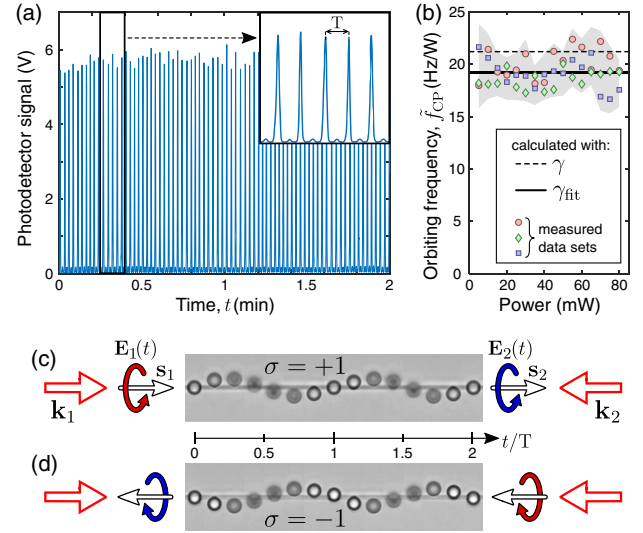 (a)
Photodetector signal (V)
0
2
4
6
T
0
0.5
1
1.5
2
Time, t (min)
(b)
Orbiting frequency, f̃CP (Hz/W)
25
20
15
10
5
0
calculated with:
γ
γfit
measured
data sets
0
20
40
60
80
Power (mW)
(c)
k1
E1(t)
s1
σ = +1
E2(t)
s2
k2
0
0.5
1
1.5
2
t/T
(d)
σ = −1